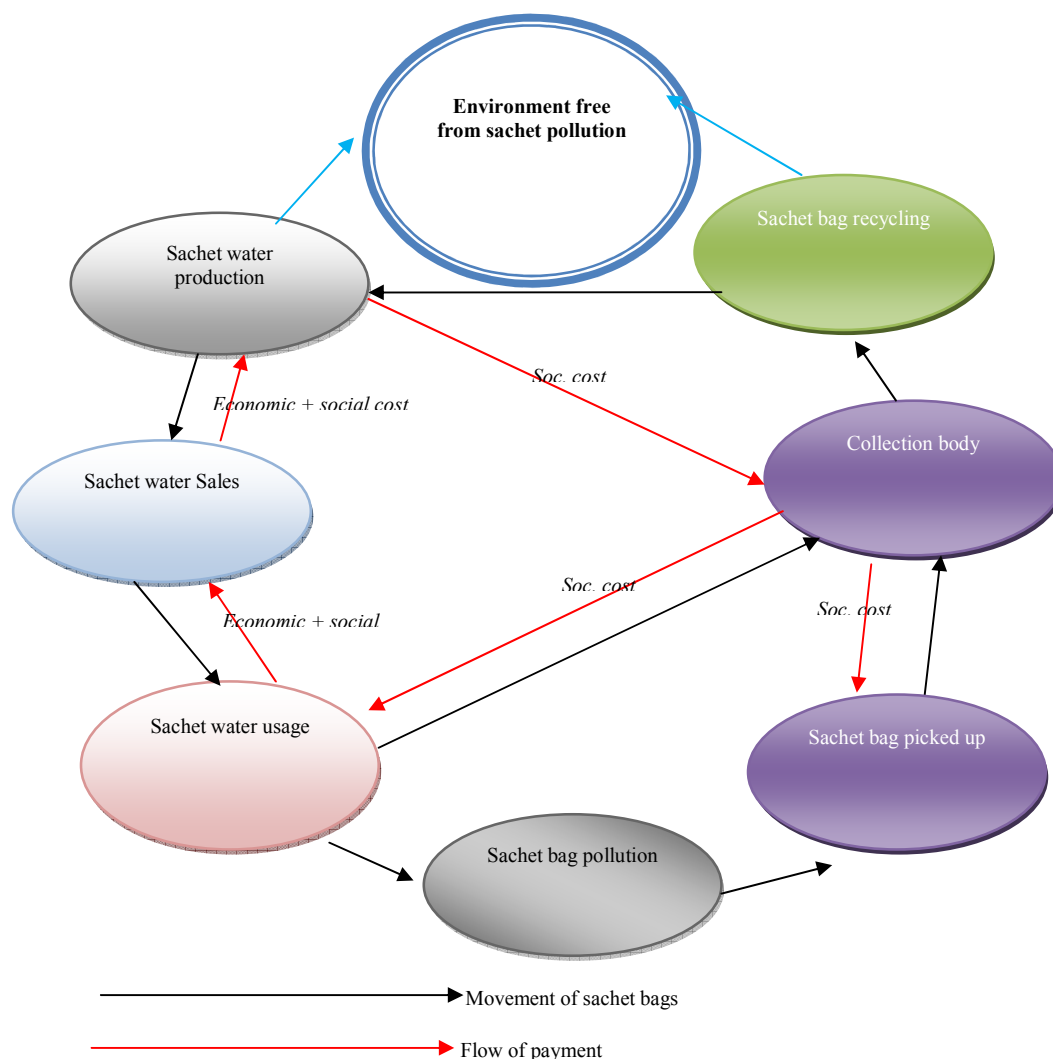 Environment free
from sachet pollution
Sachet bag recycling
Sachet water
production
Soc. cost
Economic + social cost
Collection body
Sachet water Sales
Soc. cost
Soc. cost
Economic + social
Sachet water usage
Sachet bag picked up
Sachet bag pollution
Movement of sachet bags
Flow of payment